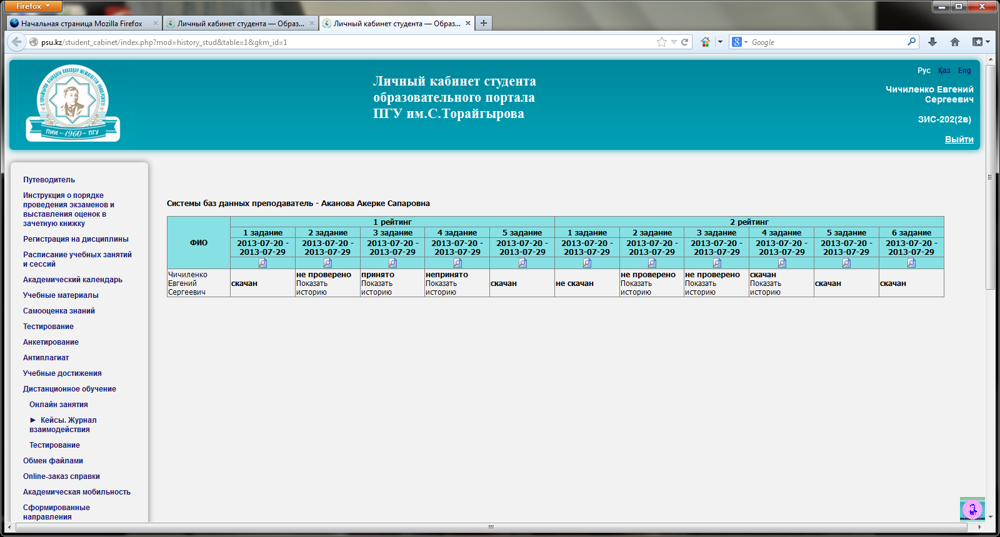 Firefox
Начальная страница Mozilla Firefox
Личный кабинет студента — Образ...
Личный кабинет студента — Образ...
psu.kz/student_cabinet/index.php?mod=history_stud&table=1&gkm_id=1
Google
Личный кабинет студента
образовательного портала
ПГУ им.С.Торайгырова
ПИИ 1960 ПГУ
Рус Қаз Eng
Чичиленко Евгений
Сергеевич
ЗИС-202(2в)
Выйти
Путеводитель
Инструкция о порядке
проведения экзаменов и
выставления оценок в
зачетную книжку
Регистрация на дисциплины
Расписание учебных занятий
и сессий
Академический календарь
Учебные материалы
Самооценка знаний
Тестирование
Анкетирование
Антиплагиат
Учебные достижения
Дистанционное обучение
Онлайн занятия
► Кейсы. Журнал
взаимодействия
Тестирование
Обмен файлами
Online-заказ справки
Академическая мобильность
Сформированные
направления
Системы баз данных преподаватель - Аканова Акерке Сапаровна
ФИО
1 рейтинг 2 рейтинг
1 задание 2 задание 3 задание 4 задание 5 задание 1 задание 2 задание 3 задание 4 задание 5 задание 6 задание
2013-07-20 - 2013-07-20 - 2013-07-20 - 2013-07-20 - 2013-07-20 - 2013-07-20 - 2013-07-20 - 2013-07-20 - 2013-07-20 - 2013-07-20 - 2013-07-20 -
2013-07-29 2013-07-29 2013-07-29 2013-07-29 2013-07-29 2013-07-29 2013-07-29 2013-07-29 2013-07-29 2013-07-29 2013-07-29
Чичиленко не проверено принято непринято не проверено не проверено скачан
Евгений скачан Показать Показать Показать скачан не скачан Показать Показать Показать скачан скачан
Сергеевич историю историю историю историю историю историю